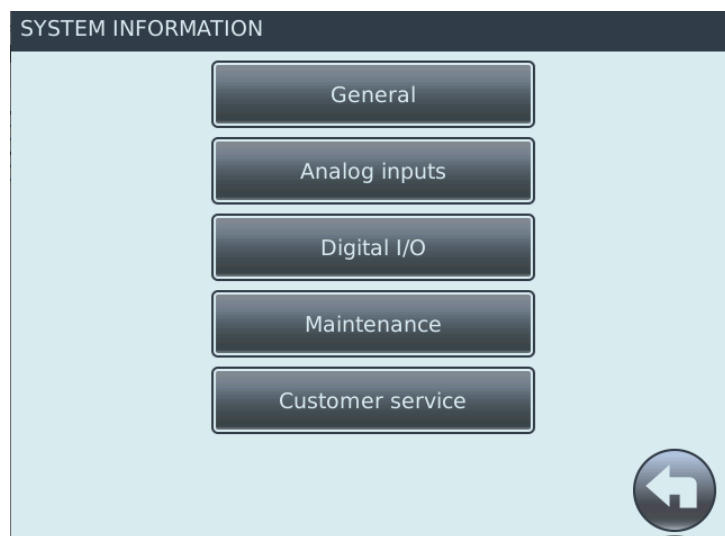 SYSTEM INFORMATION
General
Analog inputs
Digital I/O
Maintenance
Customer service